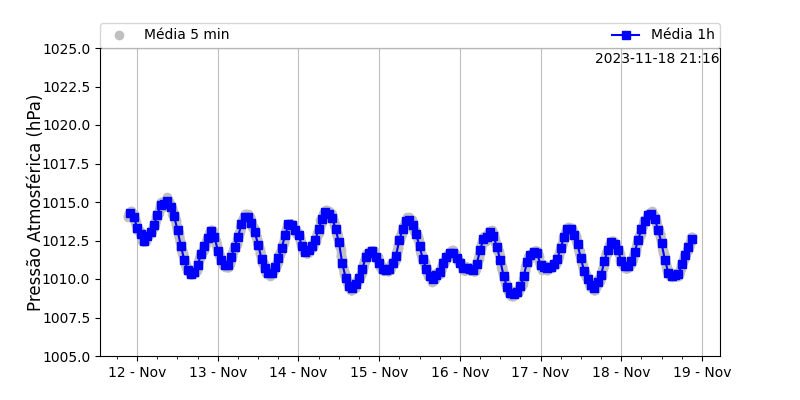 Média 5 min
Média 1h
2023-11-18 21:16
Pressão Atmosférica (hPa)
1025.0
1022.5
1020.0
1017.5
1015.0
1012.5
1010.0
1007.5
1005.0
12 - Nov
13 - Nov
14 - Nov
15 - Nov
16 - Nov
17 - Nov
18 - Nov
19 - Nov